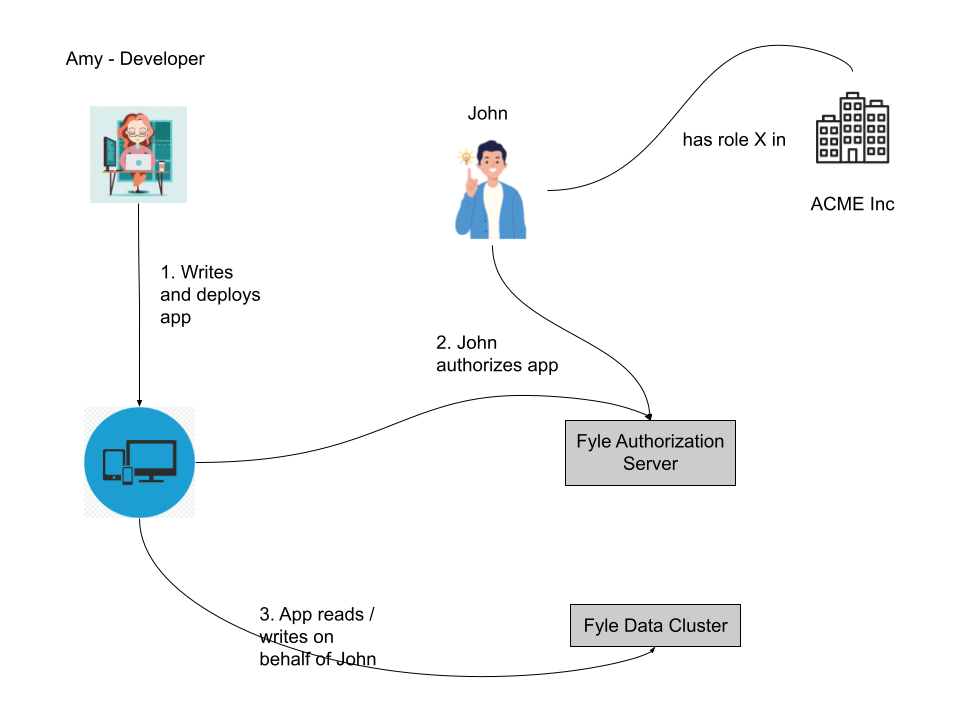 Amy - Developer
John
has role X in
ACME Inc
1. Writes
and deploys
app
2. John
authorizes app
Fyle Authorization
Server
3. App reads /
writes on
behalf of John
Fyle Data Cluster